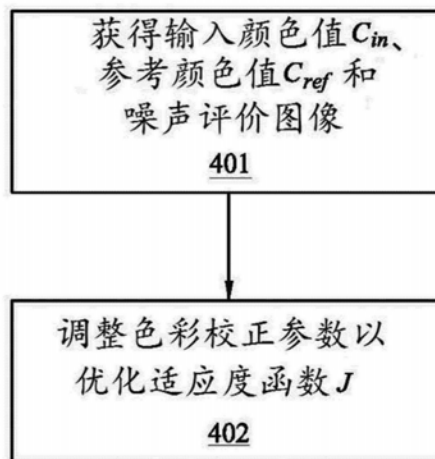 获得输入颜色值Cin、
参考颜色值Cref 和
噪声评价图像
401
调整色彩校正参数以
优化适应度函数J
402